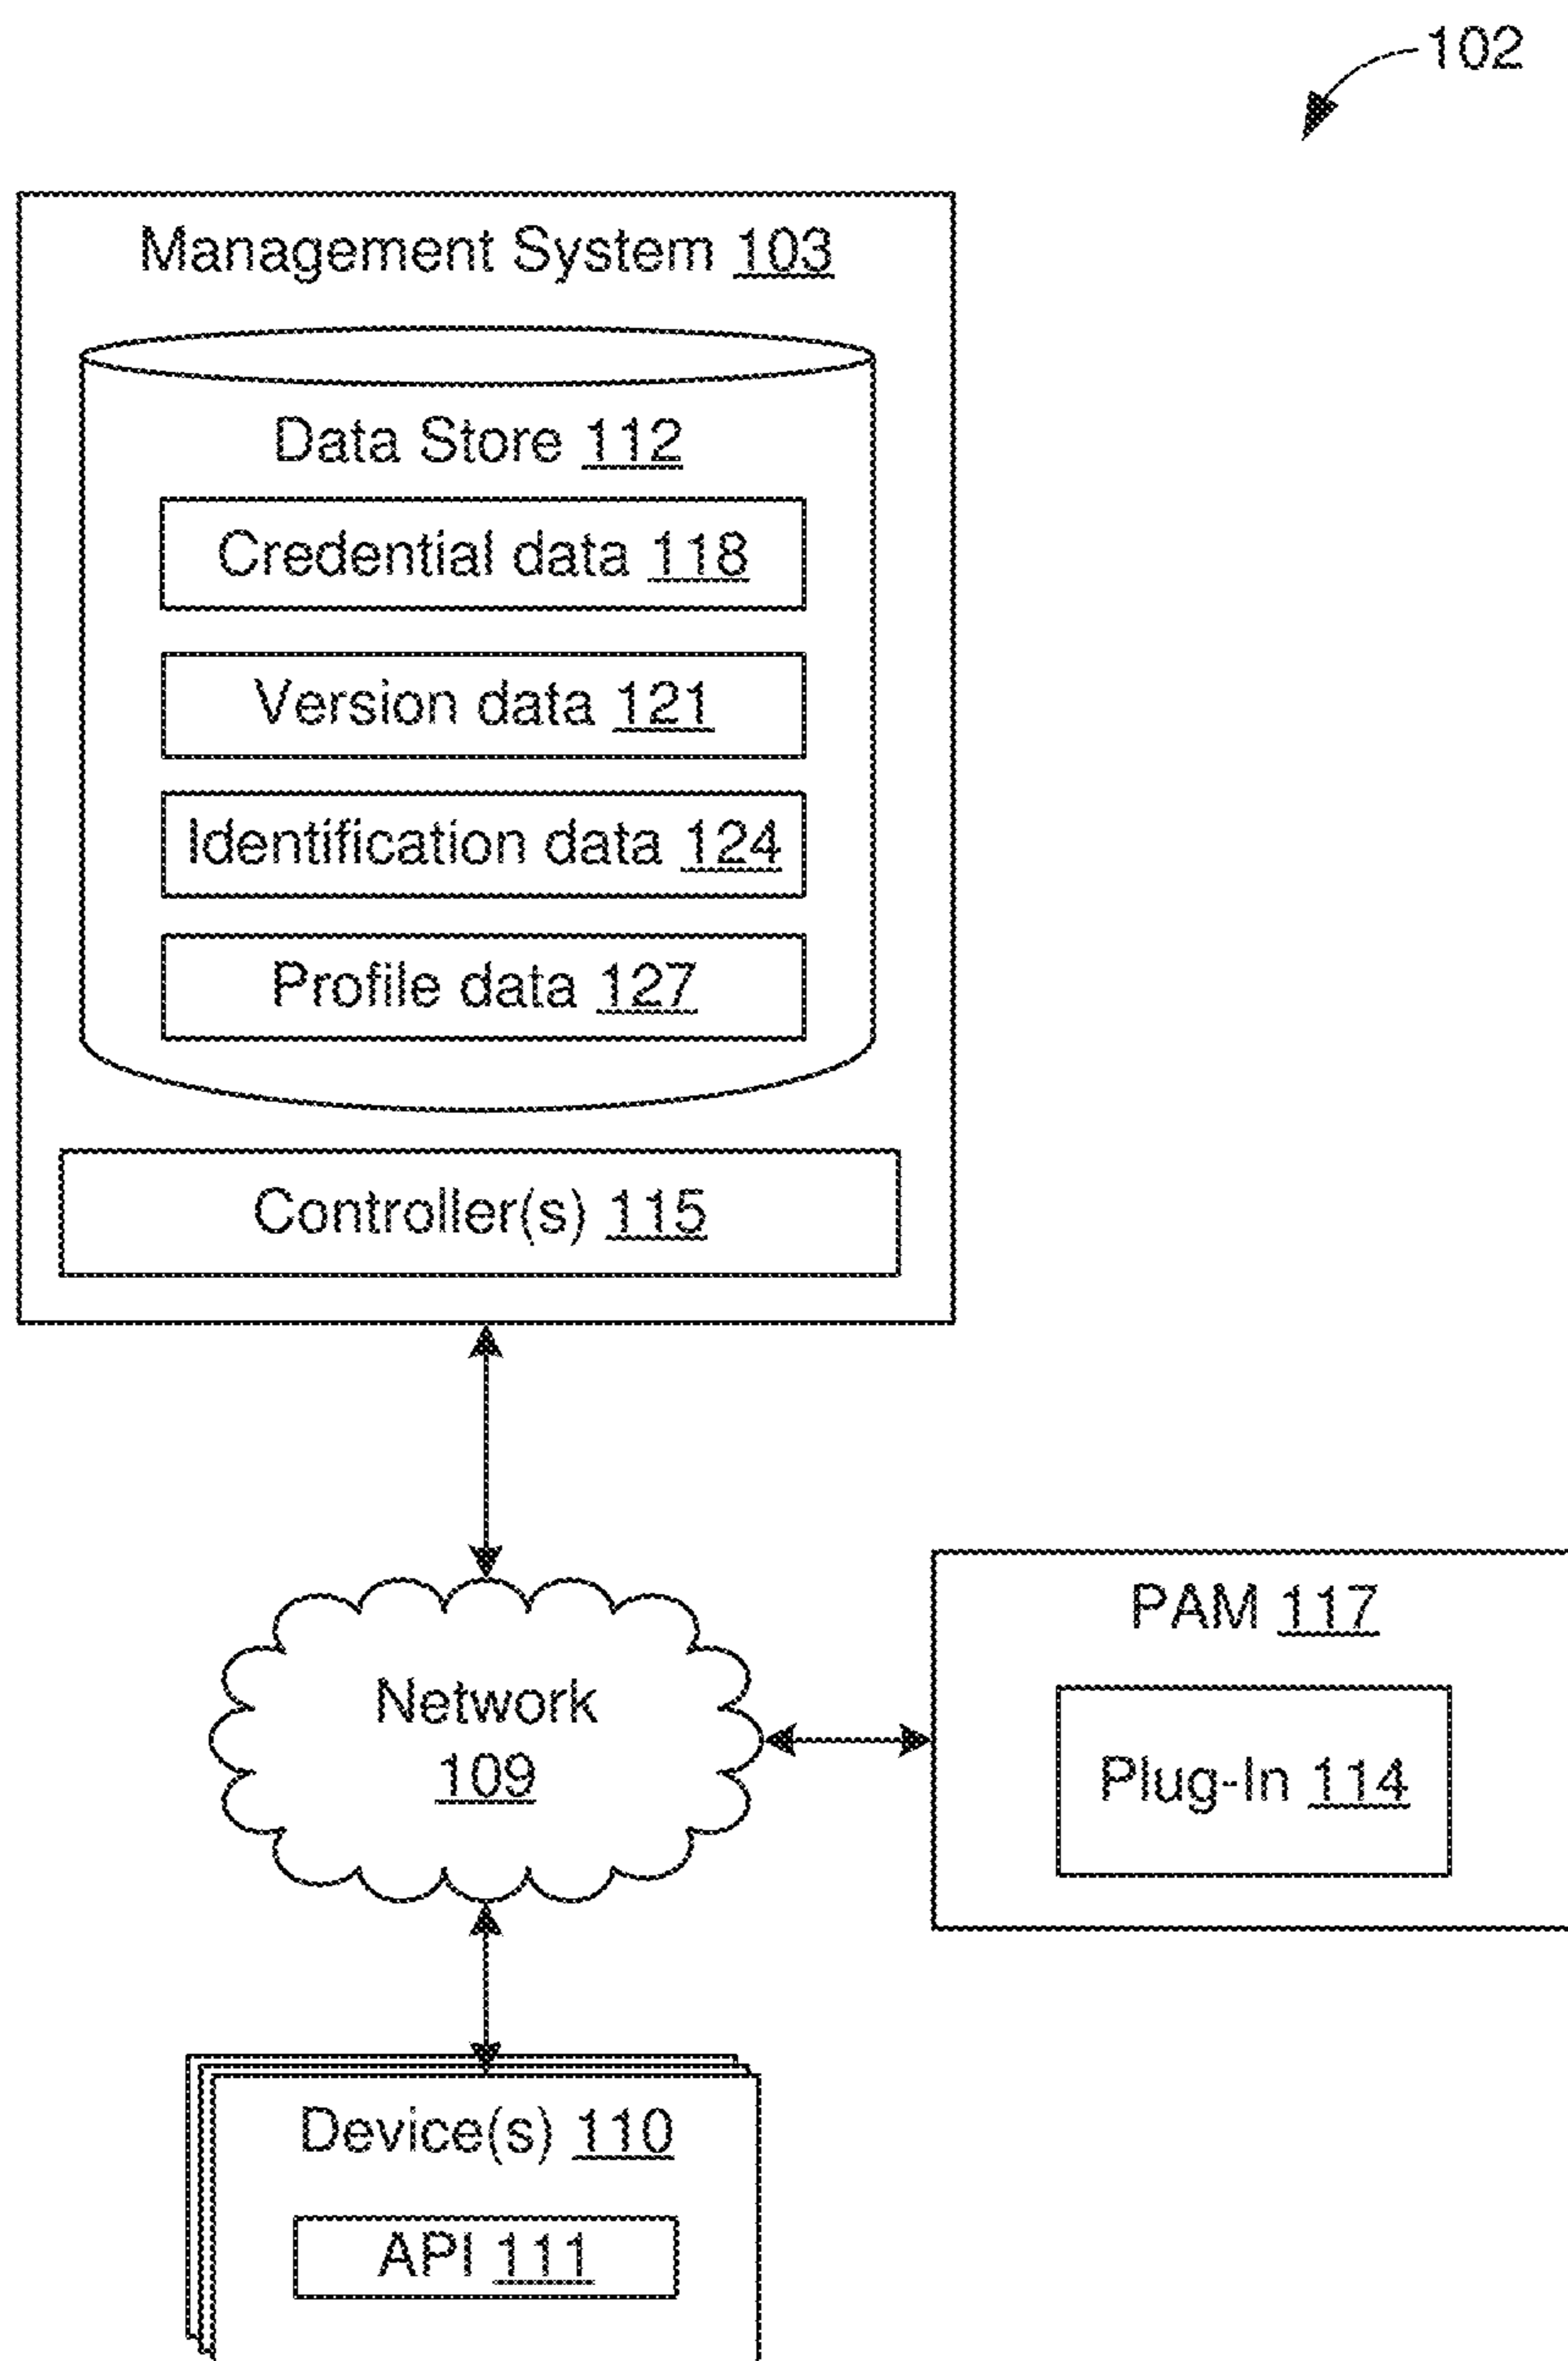 102
Management System 103
Data Store 112
Credential data 118
Version data 121
Identification data 124
Profile data 127
Controller(s) 115
Network
109
PAM 117
Plug-In 114
Device(s) 110
API 111